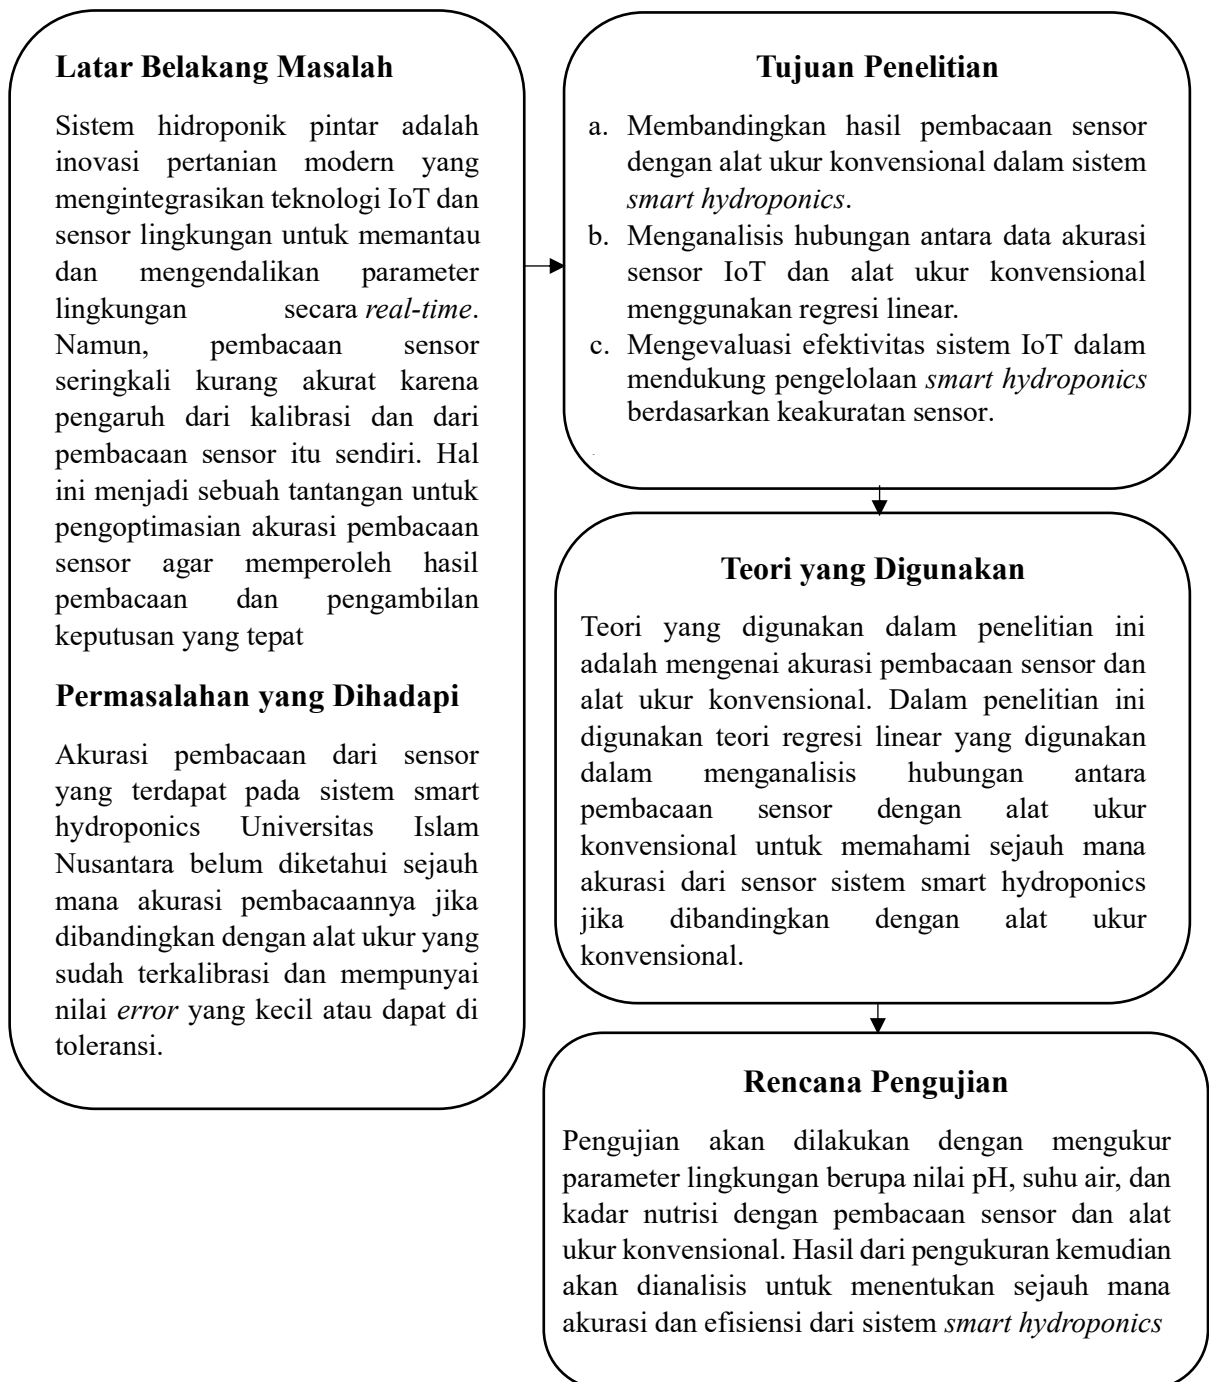 Latar Belakang Masalah
Sistem hidroponik pintar adalah
inovasi pertanian modern yang
mengintegrasikan teknologi IoT dan
sensor lingkungan untuk memantau
dan mengendalikan parameter
lingkungan secara real-time.
Namun, pembacaan sensor
seringkali kurang akurat karena
pengaruh dari kalibrasi dan dari
pembacaan sensor itu sendiri. Hal
ini menjadi sebuah tantangan untuk
pengoptimasian akurasi pembacaan
sensor agar memperoleh hasil
pembacaan dan pengambilan
keputusan yang tepat
Permasalahan yang Dihadapi
Akurasi pembacaan dari sensor
yang terdapat pada sistem smart
hydroponics Universitas Islam
Nusantara belum diketahui sejauh
mana akurasi pembacaannya jika
dibandingkan dengan alat ukur yang
sudah terkalibrasi dan mempunyai
nilai error yang kecil atau dapat di
toleransi.
Tujuan Penelitian
a. Membandingkan hasil pembacaan sensor
dengan alat ukur konvensional dalam sistem
smart hydroponics.
b. Menganalisis hubungan antara data akurasi
sensor IoT dan alat ukur konvensional
menggunakan regresi linear.
c. Mengevaluasi efektivitas sistem IoT dalam
mendukung pengelolaan smart hydroponics
berdasarkan keakuratan sensor.
Teori yang Digunakan
Teori yang digunakan dalam penelitian ini
adalah mengenai akurasi pembacaan sensor dan
alat ukur konvensional. Dalam penelitian ini
digunakan teori regresi linear yang digunakan
dalam menganalisis hubungan antara
pembacaan sensor dengan alat ukur
konvensional untuk memahami sejauh mana
akurasi dari sensor sistem smart hydroponics
jika dibandingkan dengan alat ukur
konvensional.
Rencana Pengujian
Pengujian akan dilakukan dengan mengukur
parameter lingkungan berupa nilai pH, suhu air, dan
kadar nutrisi dengan pembacaan sensor dan alat
ukur konvensional. Hasil dari pengukuran kemudian
akan dianalisis untuk menentukan sejauh mana
akurasi dan efisiensi dari sistem smart hydroponics